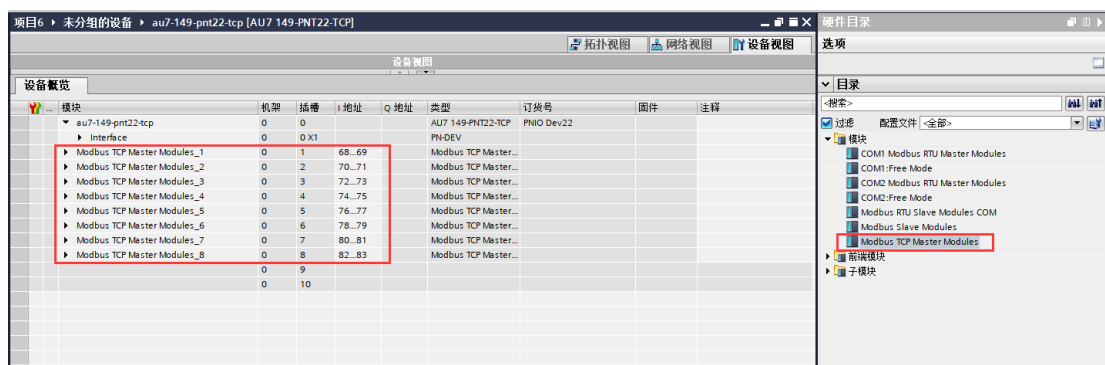 项目6 ▸ 未分组的设备 ▸ au7-149-pnt22-tcp [AU7 149-PNT22-TCP]
拓扑视图 网络视图 设备视图
设备视图
设备概览
... 模块 机架 插槽 I 地址 Q 地址 类型 订货号 固件 注释
au7-149-pnt22-tcp 0 0 AU7 149-PNT22-TCP PNIO Dev22
Interface 0 0 X1 PN-DEV
Modbus TCP Master Modules_1 0 1 68...69 Modbus TCP Master...
Modbus TCP Master Modules_2 0 2 70...71 Modbus TCP Master...
Modbus TCP Master Modules_3 0 3 72...73 Modbus TCP Master...
Modbus TCP Master Modules_4 0 4 74...75 Modbus TCP Master...
Modbus TCP Master Modules_5 0 5 76...77 Modbus TCP Master...
Modbus TCP Master Modules_6 0 6 78...79 Modbus TCP Master...
Modbus TCP Master Modules_7 0 7 80...81 Modbus TCP Master...
Modbus TCP Master Modules_8 0 8 82...83 Modbus TCP Master...
0 9
0 10
硬件目录
选项
目录
<搜索>
过滤 配置文件 <全部>
模块
COM1 Modbus RTU Master Modules
COM1:Free Mode
COM2 Modbus RTU Master Modules
COM2:Free Mode
Modbus RTU Slave Modules COM
Modbus Slave Modules
Modbus TCP Master Modules
前端模块
子模块